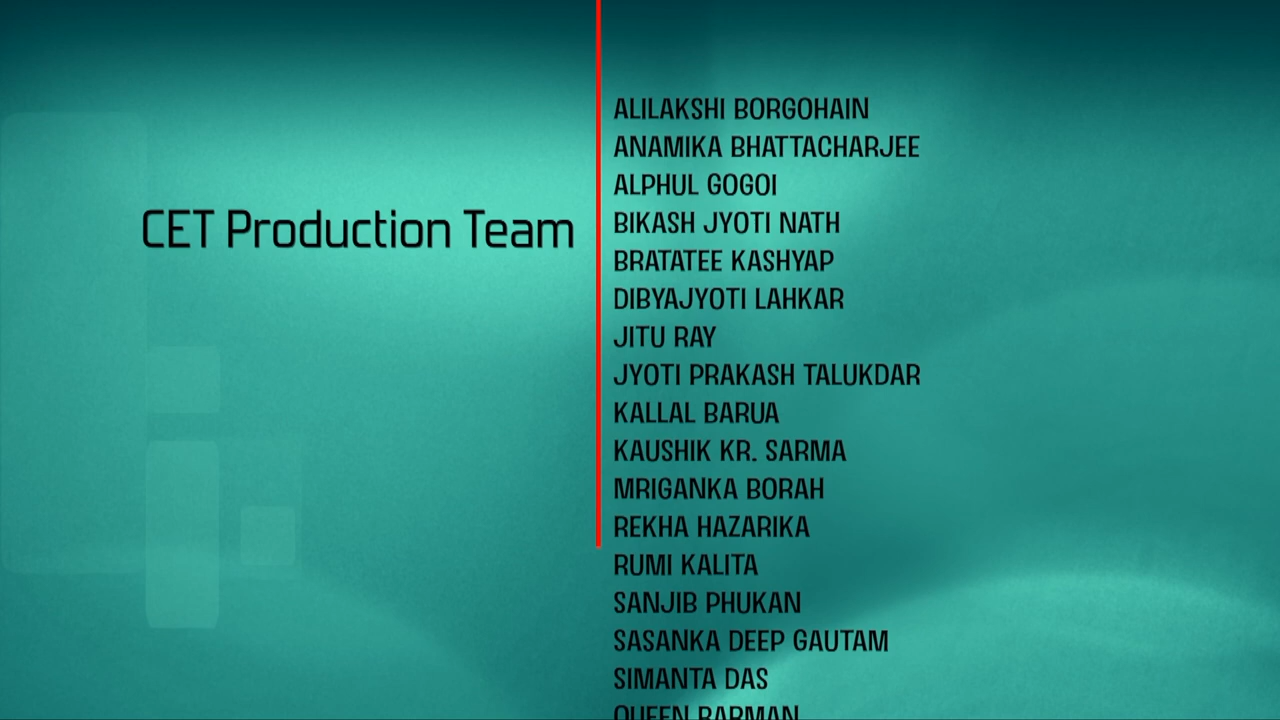 CET Production Team
ALILAKSHI BORGOHAIN
ANAMIKA BHATTACHARJEE
ALPHUL GOGOI
BIKASH JYOTI NATH
BRATATEE KASHYAP
DIBYAJYOTI LAHKAR
JITU RAY
JYOTI PRAKASH TALUKDAR
KALLAL BARUA
KAUSHIK KR. SARMA
MRIGANKA BORAH
REKHA HAZARIKA
RUMI KALITA
SANJIB PHUKAN
SASANKA DEEP GAUTAM
SIMANTA DAS
QUEEN BARMAN